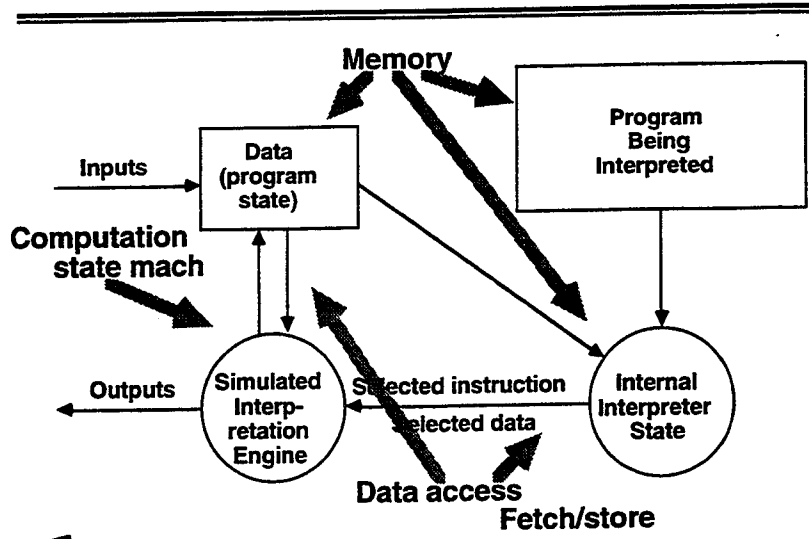 Memory
Program
Being
Interpreted
Data
(program
state)
Inputs
Computation
state mach
Simulated
Interp-
retation
Engine
Outputs
Selected instruction
Selected data
Internal
Interpreter
State
Data access
Fetch/store